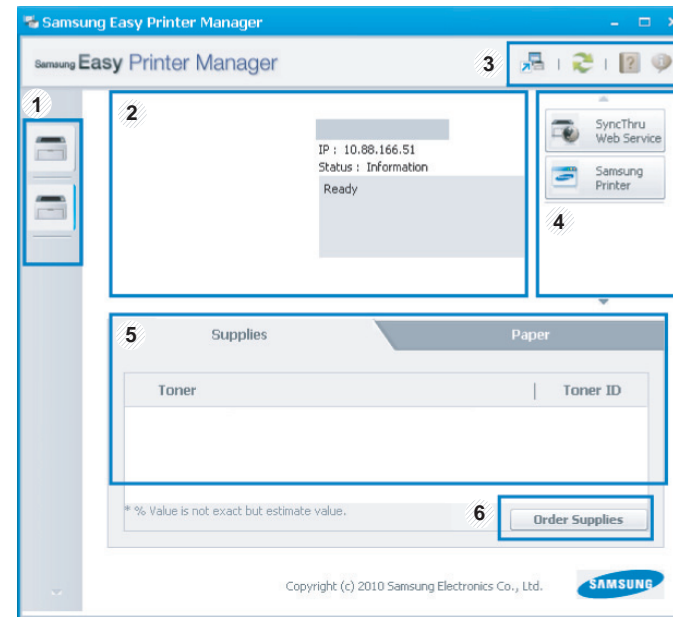 Samsung Easy Printer Manager
Samsung Easy Printer Manager
3
1
2
IP : 10.88.166.51
Status : Information
Ready
SyncThru
Web Service
Samsung
Printer
4
5
Supplies
Paper
Toner
Toner ID
* % Value is not exact but estimate value.
6
Order Supplies
Copyright (c) 2010 Samsung Electronics Co., Ltd.
SAMSUNG